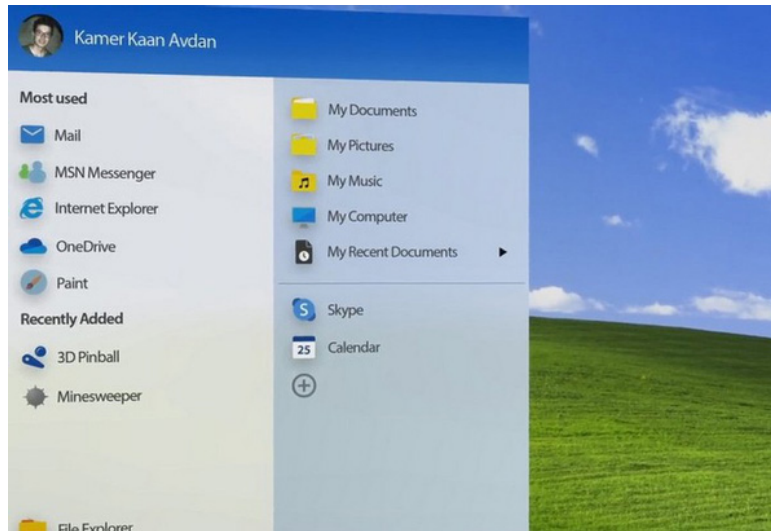 Kamer Kaan Avdan
Most used
Mail
MSN Messenger
Internet Explorer
OneDrive
Paint
Recently Added
3D Pinball
Minesweeper
File Explorer
My Documents
My Pictures
My Music
My Computer
My Recent Documents
Skype
25 Calendar